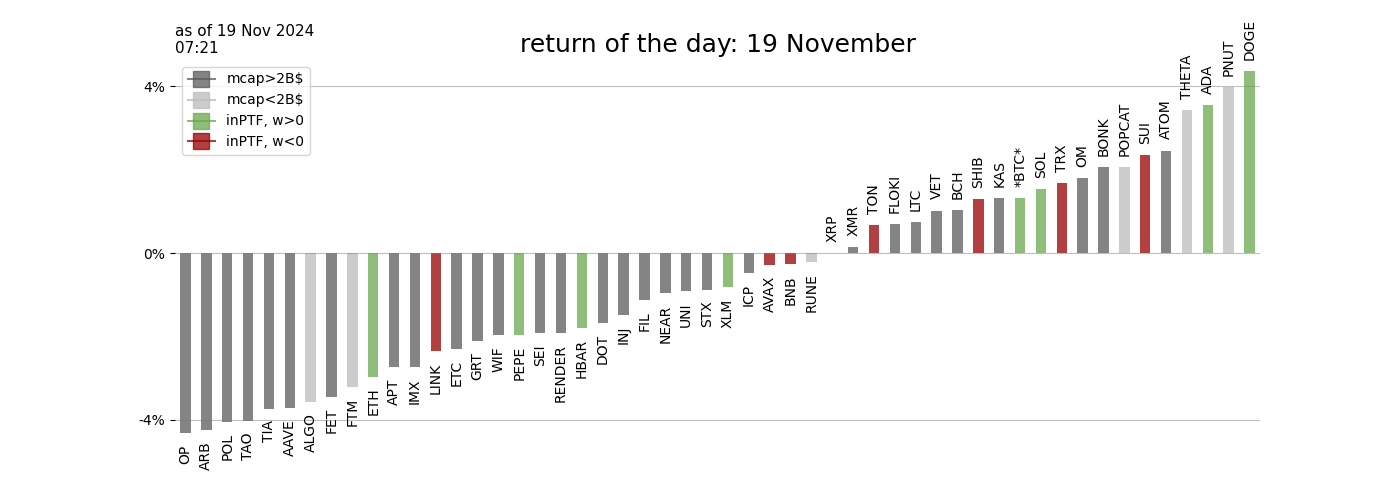 as of 19 Nov 2024
07:21
return of the day: 19 November
mcap>2B$
mcap<2B$
inPTF, w>0
inPTF, w<0
4%
0%
-4%
OP
ARB
POL
TAO
TIA
AAVE
ALGO
FET
FTM
ETH
APT
IMX
LINK
ETC
GRT
WIF
PEPE
SEI
RENDER
HBAR
DOT
INJ
FIL
NEAR
UNI
STX
XLM
ICP
AVAX
BNB
RUNE
XRP
XMR
TON
FLOKI
LTC
VET
BCH
SHIB
KAS
*BTC*
SOL
TRX
OM
BONK
POPCAT
SUI
ATOM
THETA
ADA
PNUT
DOGE